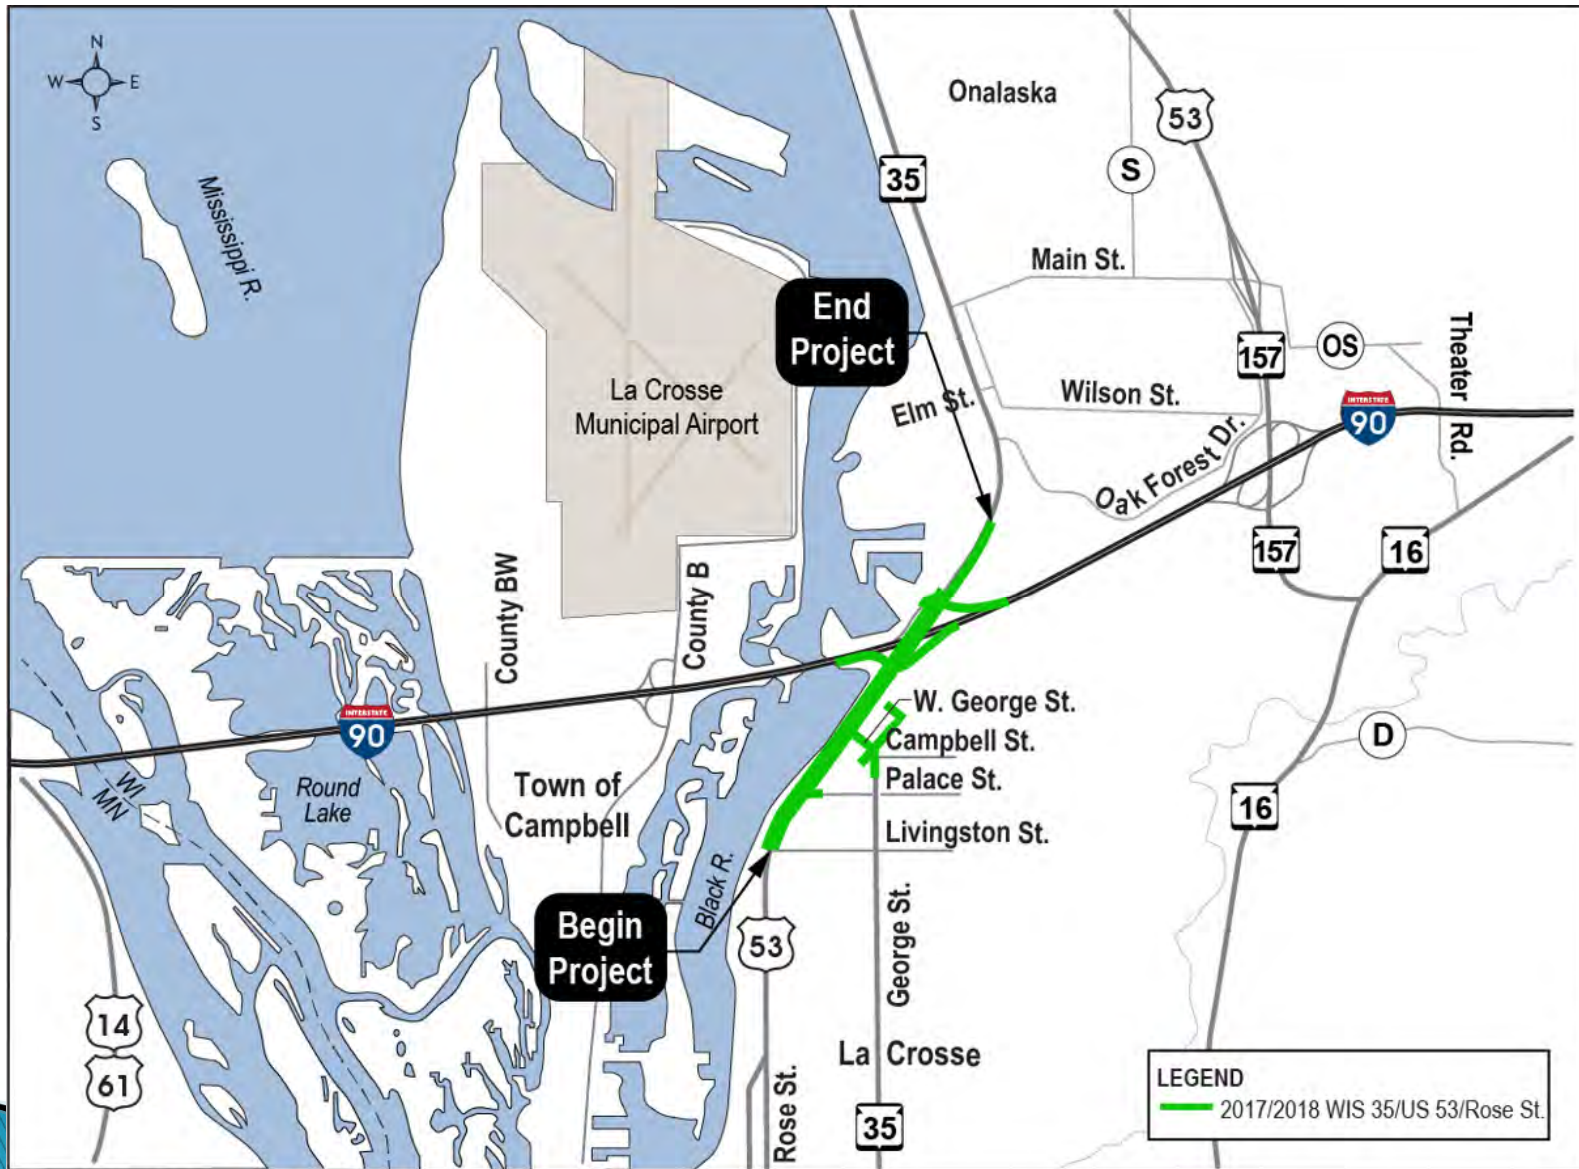 N
W
E
S
Mississippi R.
Onalaska
53
S
35
Main St.
End
Project
157
OS
Theater Rd.
La Crosse
Municipal Airport
Elm St.
Wilson St.
INTERSTATE
90
Oak Forest Dr.
157
16
County BW
County B
INTERSTATE
90
W. George St.
Campbell St.
Palace St.
Livingston St.
D
16
WI
MN
Round
Lake
Town of
Campbell
Black R.
Begin
Project
53
George St.
14
61
La Crosse
Rose St.
35
LEGEND
2017/2018 WIS 35/US 53/Rose St.